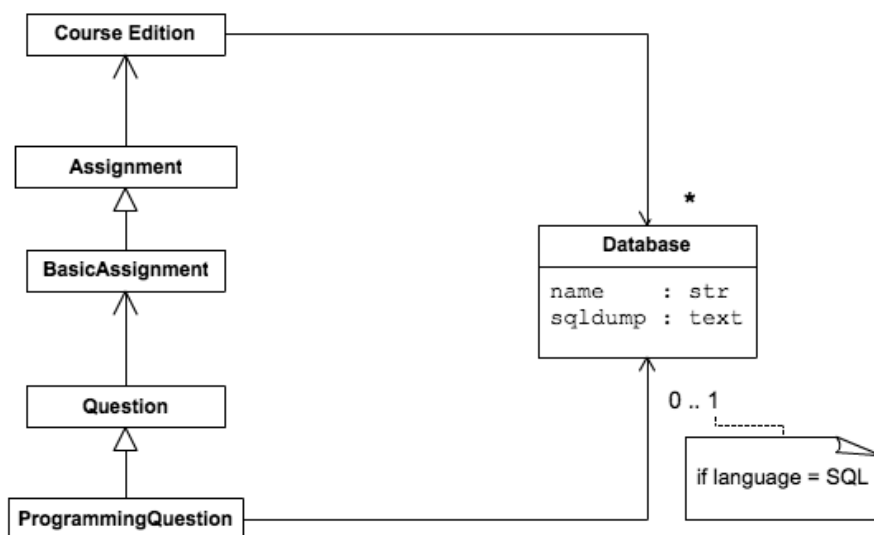 Course Edition
Assignment
*
Database
BasicAssignment
name : str
sqldump : text
Question
0 .. 1
if language = SQL
ProgrammingQuestion